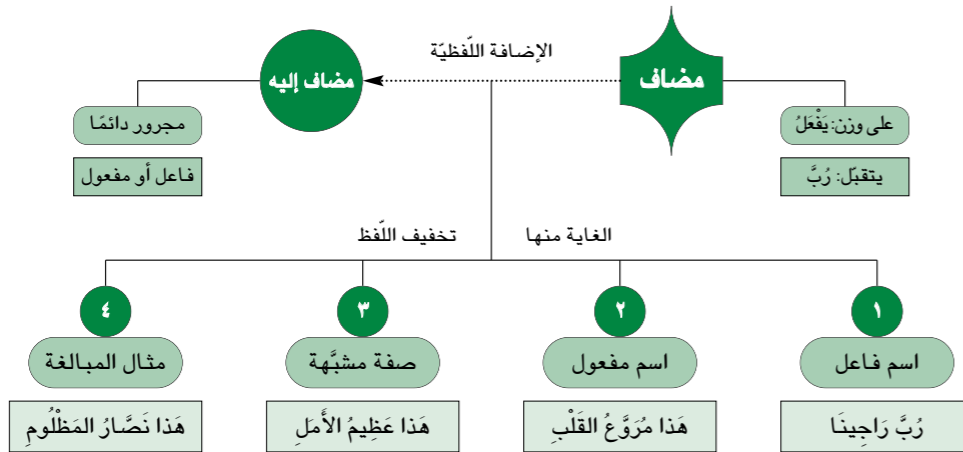 الإضافة اللّفظيّة
مضاف
مضاف إليه
على وزن: يَفْعَلُ
يتقبّل: رُبَّ
مجرور دائمًا
فاعل أو مفعول
الغاية منها
تخفيف اللّفظ
١
اسم فاعل
رُبَّ رَاجِينَا
٢
اسم مفعول
هَذا مُرَوَّعُ القَلْبِ
٣
صفة مشبَّهة
هَذا عَظِيمُ الأَمَلِ
٤
مثال المبالغة
هَذا نَصَّارُ المَظْلُومِ